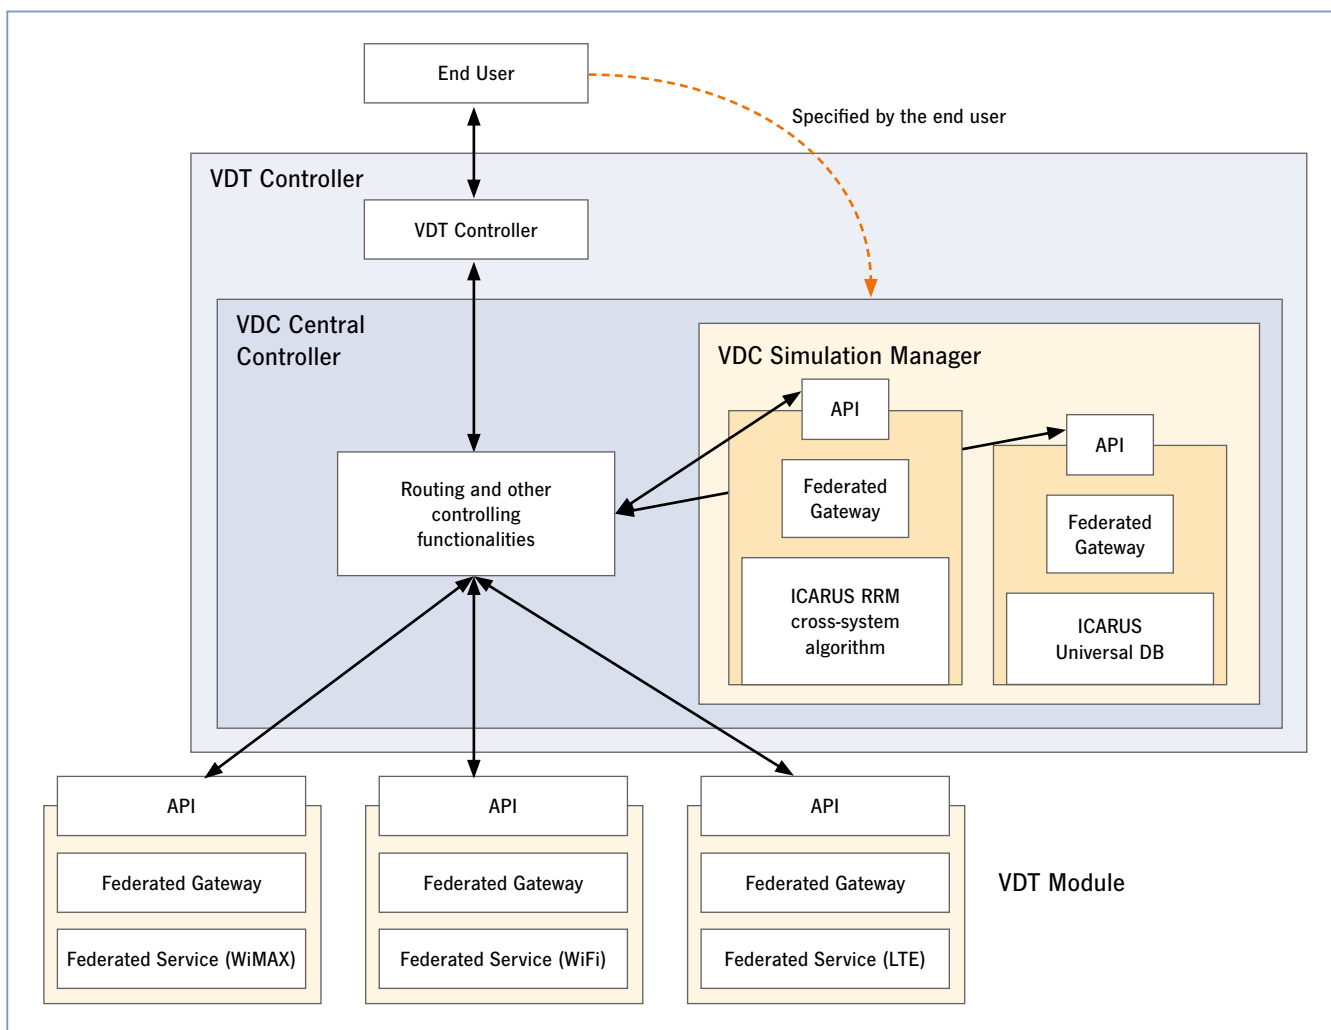 End User
Specified by the end user
VDT Controller
VDT Controller
VDC Central
Controller
VDC Simulation Manager
API
API
Routing and other
controlling
functionalities
Federated
Gateway
Federated
Gateway
ICARUS RRM
cross-system
algorithm
ICARUS
Universal DB
API
API
API
Federated Gateway
Federated Gateway
Federated Gateway
VDT Module
Federated Service (WiMAX)
Federated Service (WiFi)
Federated Service (LTE)